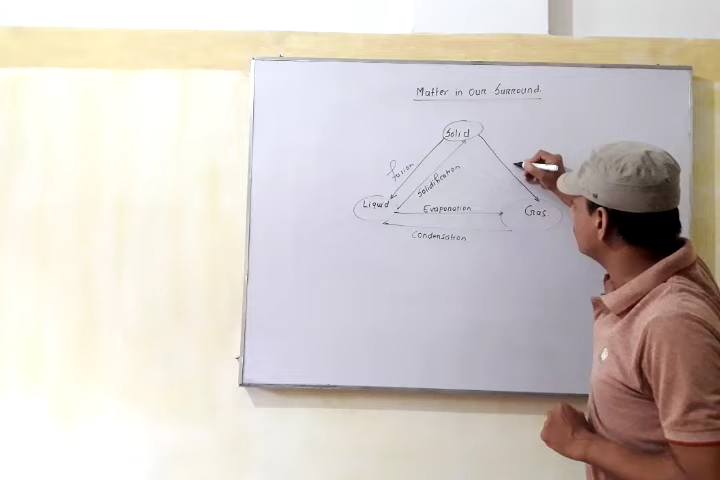 Matter in our Surround.
Solid
fusion
Solidification
Liquid
Evaporation
Gas
Condensation